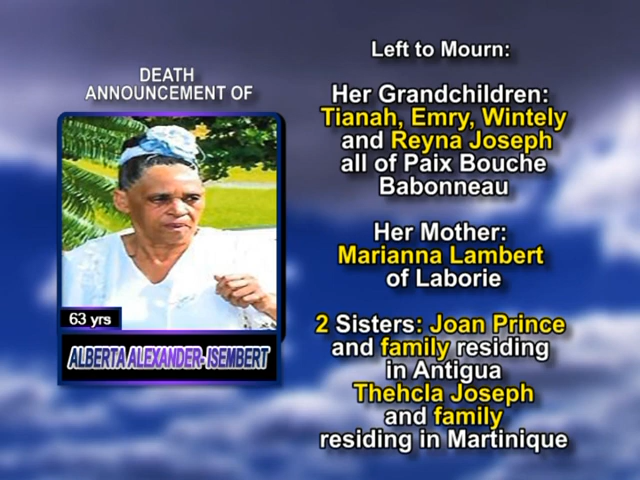 DEATH
ANNOUNCEMENT OF
63 yrs
ALBERTA ALEXANDER-ISEMBERT
Left to Mourn:
Her Grandchildren:
Tianah, Emry, Wintely
and Reyna Joseph
all of Paix Bouche
Babonneau
Her Mother:
Marianna Lambert
of Laborie
2 Sisters: Joan Prince
and family residing
in Antigua
Thehcla Joseph
and family
residing in Martinique